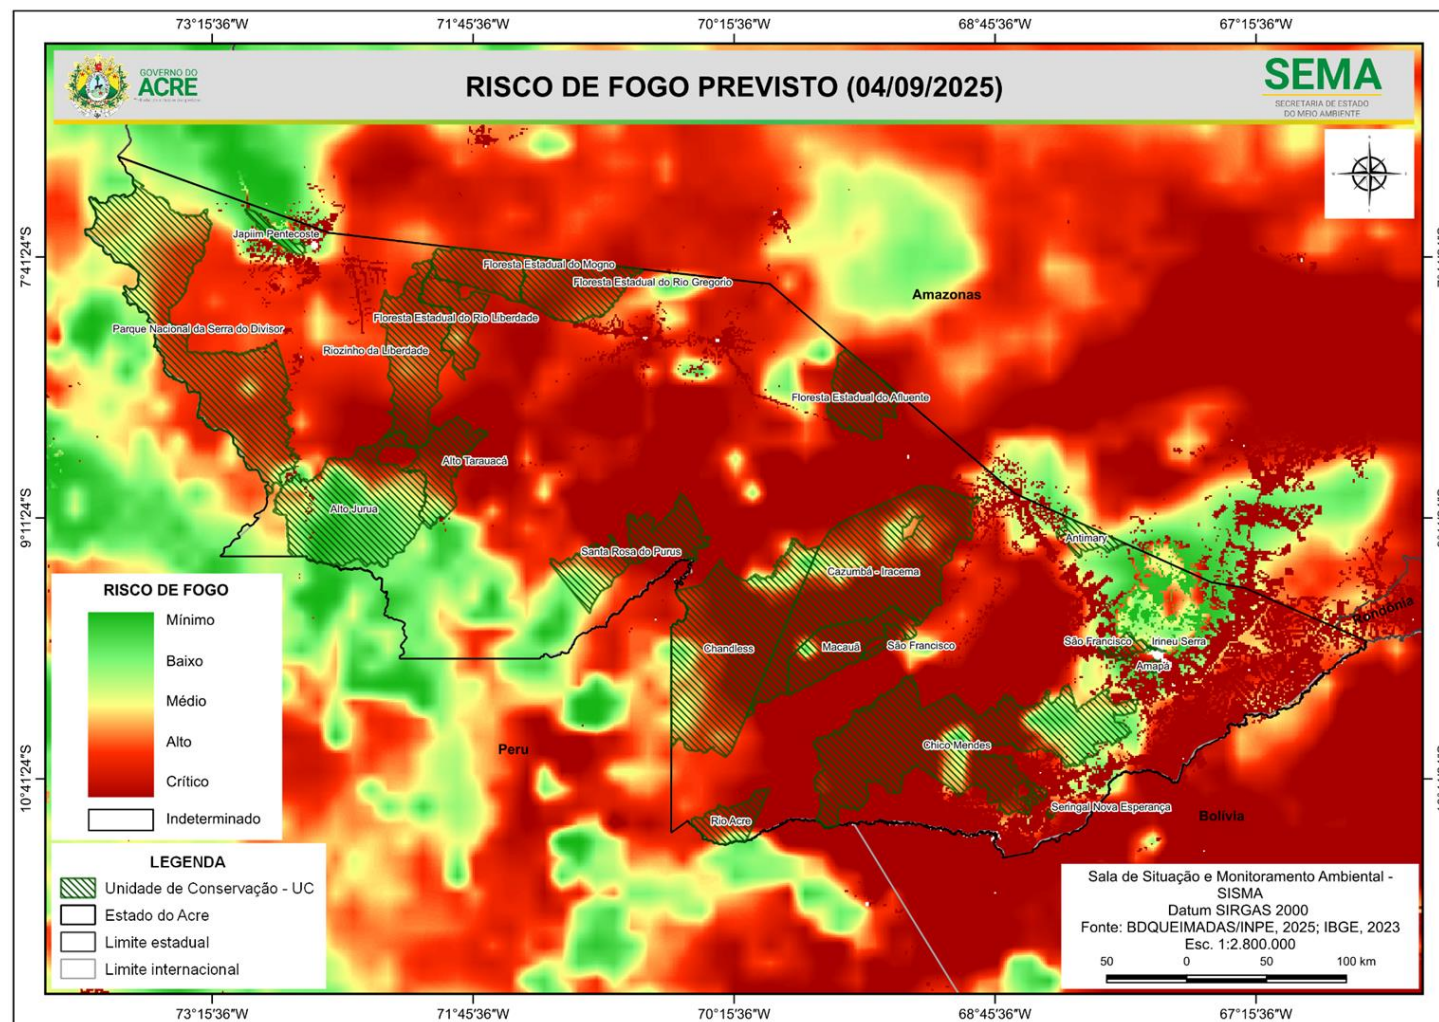 73°15'36"W
71°45'36"W
70°15'36"W
68°45'36"W
67°15'36"W
GOVERNO DO
ACRE
RISCO DE FOGO PREVISTO (04/09/2025)
SEMA
SECRETARIA DE ESTADO
DO MEIO AMBIENTE
7°41'24"S
Japiim Pentecoste
Floresta Estadual do Mogno
Floresta Estadual do Rio Gregorio
Amazonas
Floresta Estadual do Rio Liberdade
Parque Nacional da Serra do Divisor
Riozinho da Liberdade
Floresta Estadual do Afluente
Alto Tarauacá
9°11'24"S
Alto Juruá
Antimary
Santa Rosa do Purus
Cazumbá - Iracema
Rondônia
Chandless
Macauã
São Francisco
São Francisco
Irineu Serra
Amapá
Peru
Chico Mendes
10°41'24"S
Seringal Nova Esperança
Rio Acre
Bolívia
RISCO DE FOGO
Mínimo
Baixo
Médio
Alto
Crítico
Indeterminado
LEGENDA
Unidade de Conservação - UC
Estado do Acre
Limite estadual
Limite internacional
Sala de Situação e Monitoramento Ambiental -
SISMA
Datum SIRGAS 2000
Fonte: BDQUEIMADAS/INPE, 2025; IBGE, 2023
Esc. 1:2.800.000
50 0 50 100 km
73°15'36"W
71°45'36"W
70°15'36"W
68°45'36"W
67°15'36"W